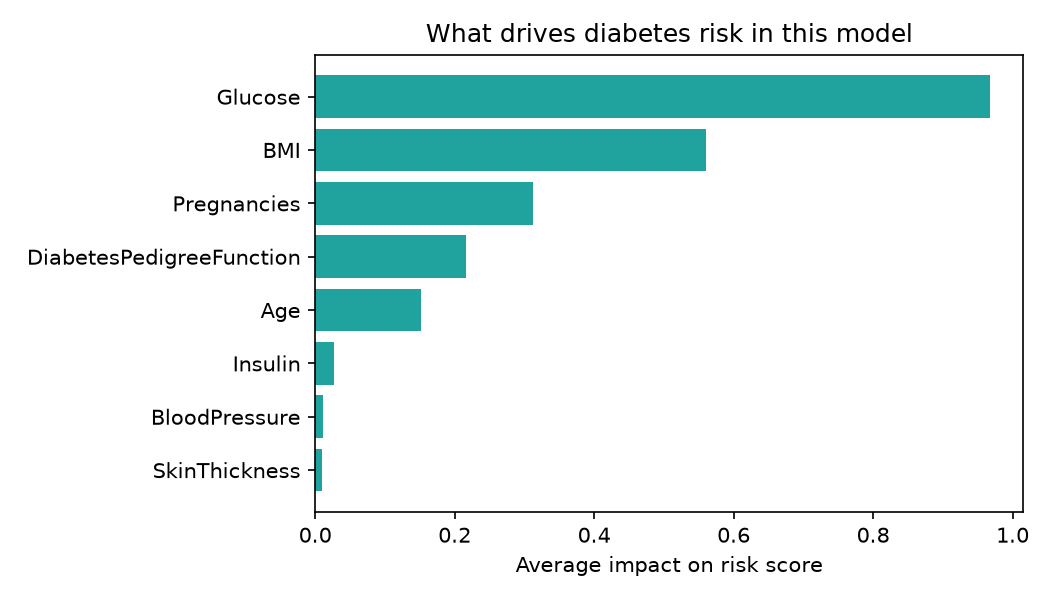 What drives diabetes risk in this model
Glucose
BMI
Pregnancies
DiabetesPedigreeFunction
Age
Insulin
BloodPressure
SkinThickness
0.0 0.2 0.4 0.6 0.8 1.0
Average impact on risk score